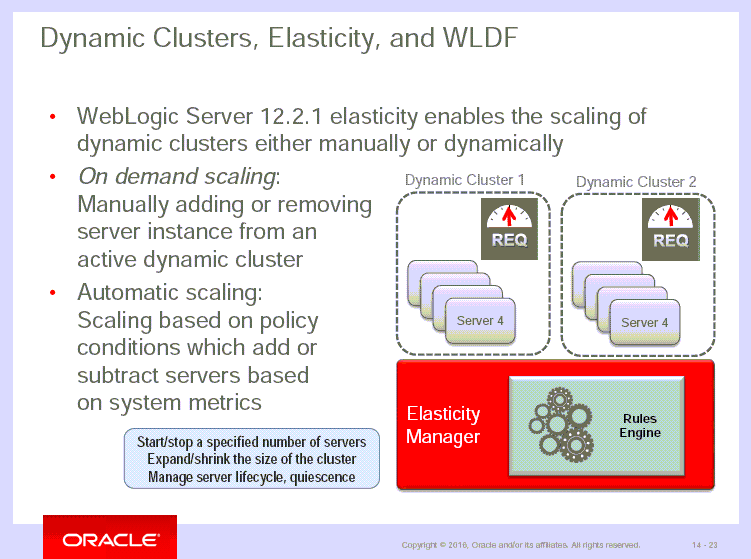 Dynamic Clusters, Elasticity, and WLDF
• WebLogic Server 12.2.1 elasticity enables the scaling of
dynamic clusters either manually or dynamically
• On demand scaling:
Manually adding or removing
server instance from an
active dynamic cluster
• Automatic scaling:
Scaling based on policy
conditions which add or
subtract servers based
on system metrics
Start/stop a specified number of servers
Expand/shrink the size of the cluster
Manage server lifecycle, quiescence
Dynamic Cluster 1
REQ
Server 4
Dynamic Cluster 2
REQ
Server 4
Elasticity
Manager
Rules
Engine
ORACLE®
Copyright © 2016, Oracle and/or its affiliates. All rights reserved.
14 - 23